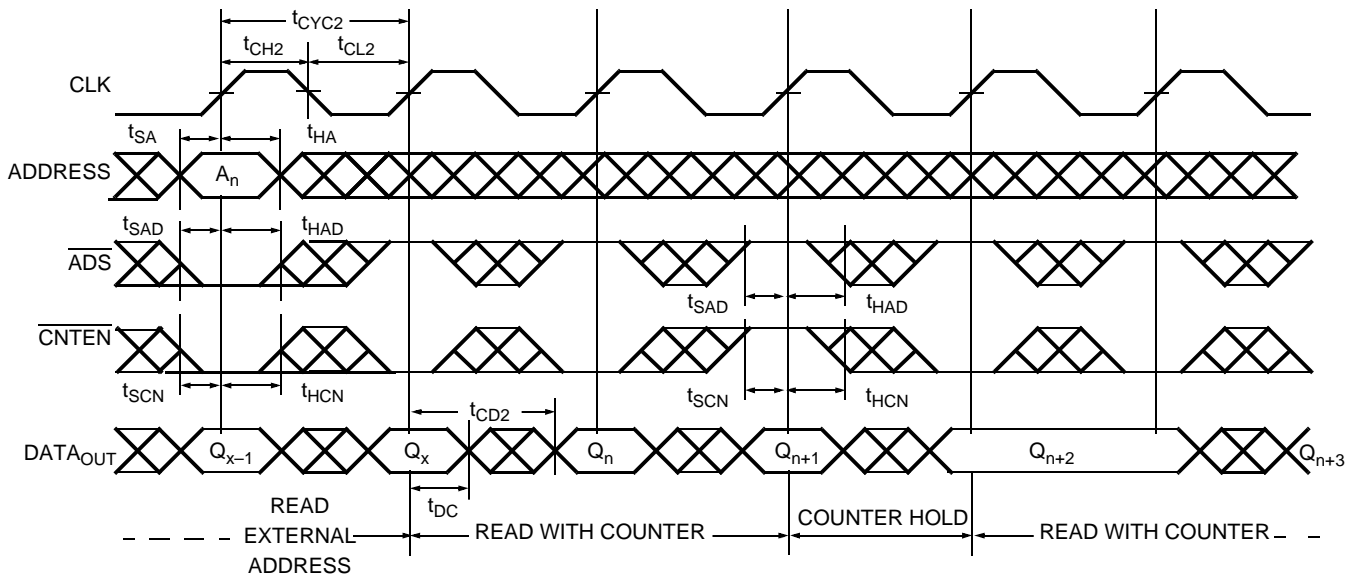 tCYC2
tCH2 tCL2
CLK
tSA tHA
ADDRESS An
tSAD tHAD
ADS
tSAD tHAD
CNTEN
tSCN tHCN tSCN tHCN
tCD2
DATAOUT Qx–1 Qx Qn Qn+1 Qn+2 Qn+3
tDC
READ
EXTERNAL
ADDRESS
READ WITH COUNTER
COUNTER HOLD
READ WITH COUNTER